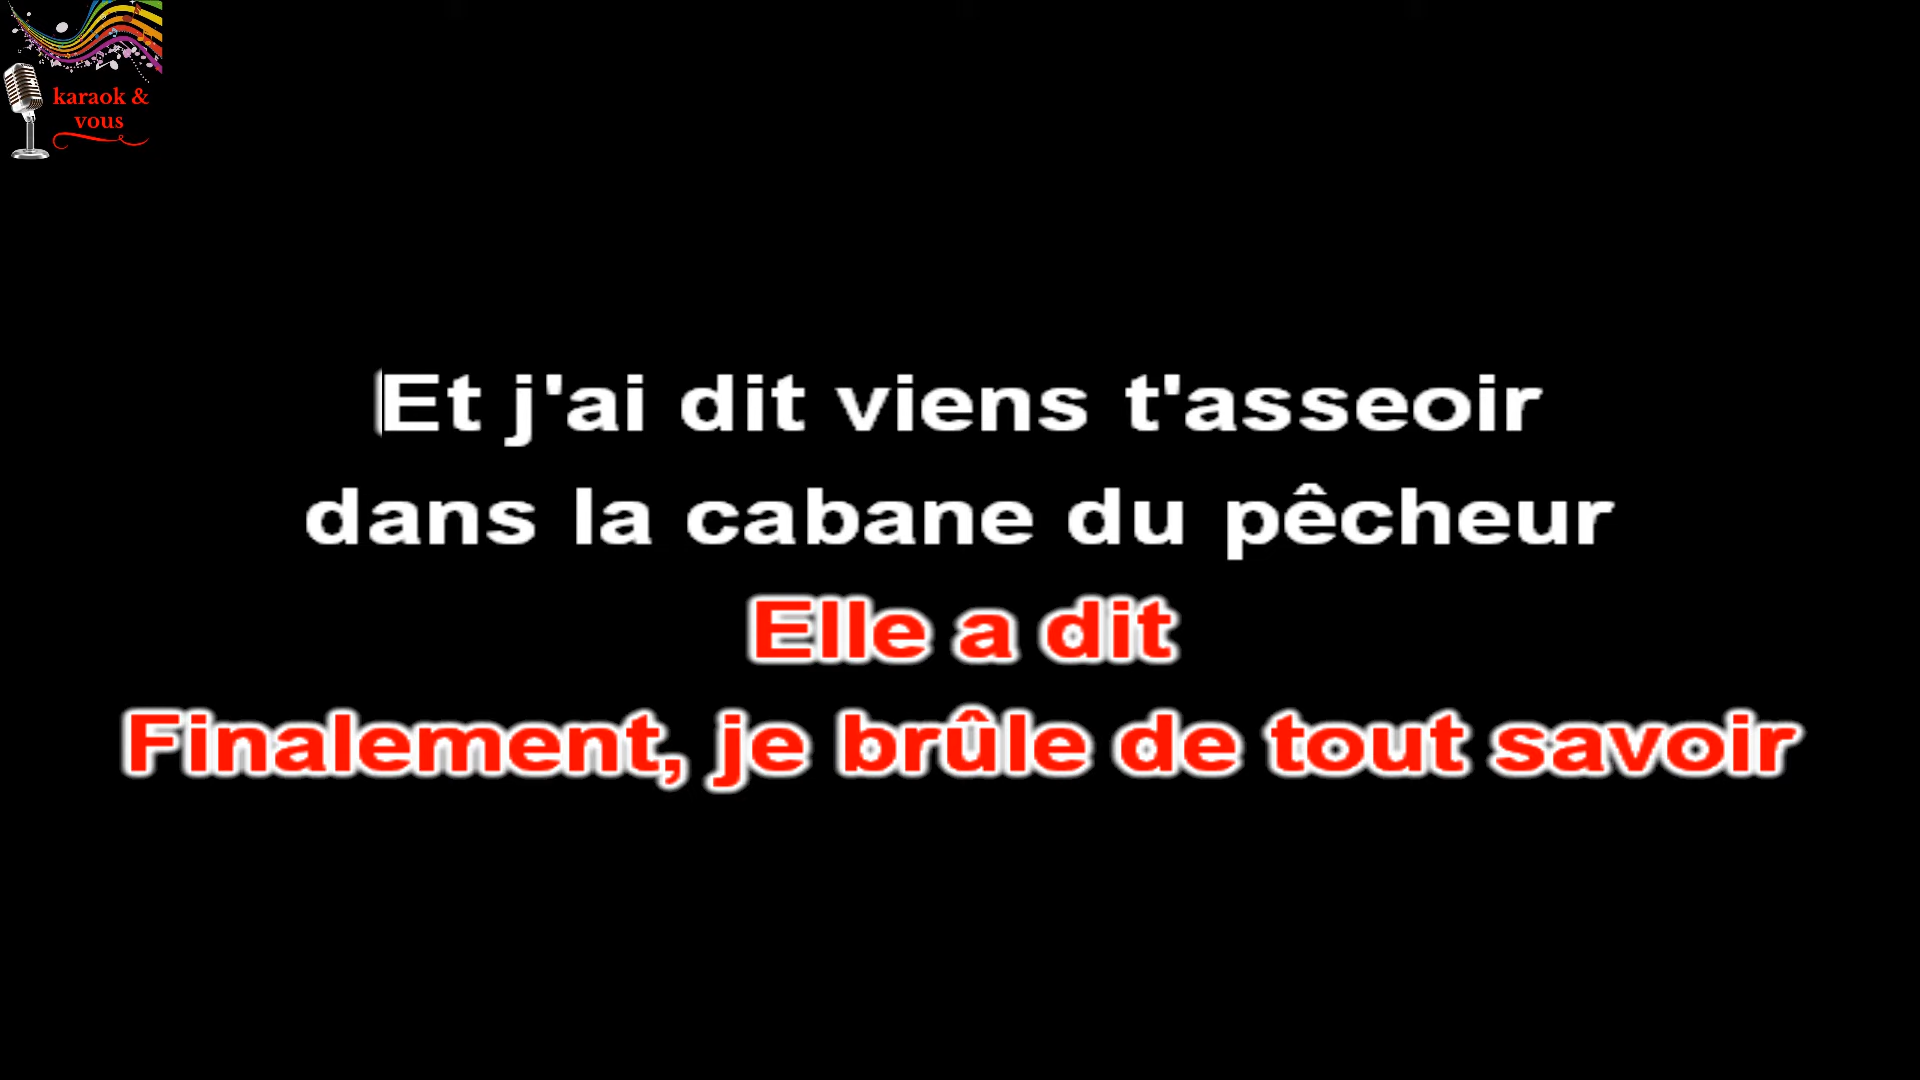 karaok &
vous
Et j'ai dit viens t'asseoir
dans la cabane du pêcheur
Elle a dit
Finalement, je brûle de tout savoir